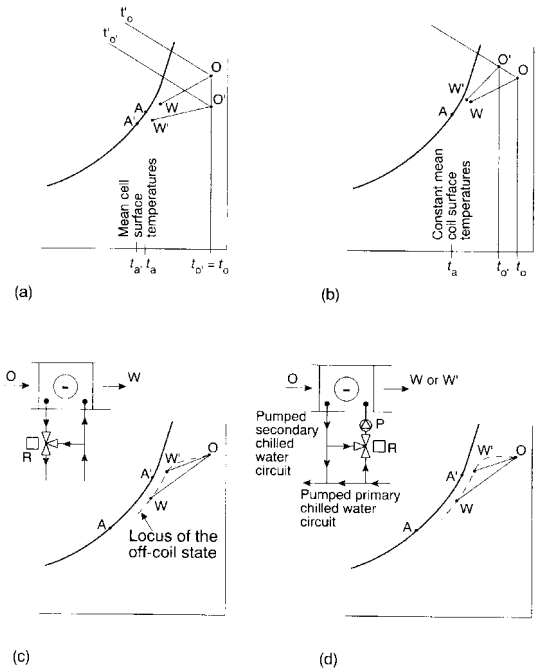 t'o
t'o'
O
O'
A
A'
W
W'
Mean cell
surface
temperatures
ta' ta
to' = to
(a)
O'
O
W'
W
A
Constant mean
coil surface
temperatures
ta
to'
to
(b)
O
W
R
O
W'
A'
W
A
Locus of the
off-coil state
(c)
O
W or W'
P
R
Pumped
secondary
chilled
water
circuit
Pumped primary
chilled water
circuit
O
W'
A'
W
A
(d)